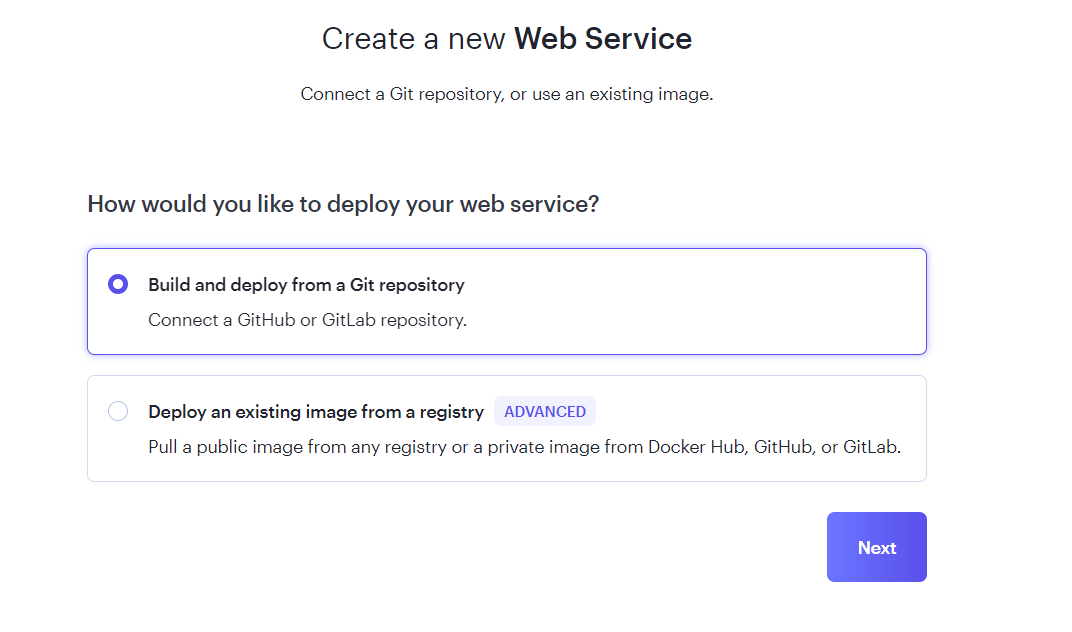 Create a new Web Service
Connect a Git repository, or use an existing image.
How would you like to deploy your web service?
Build and deploy from a Git repository
Connect a GitHub or GitLab repository.
Deploy an existing image from a registry ADVANCED
Pull a public image from any registry or a private image from Docker Hub, GitHub, or GitLab.
Next